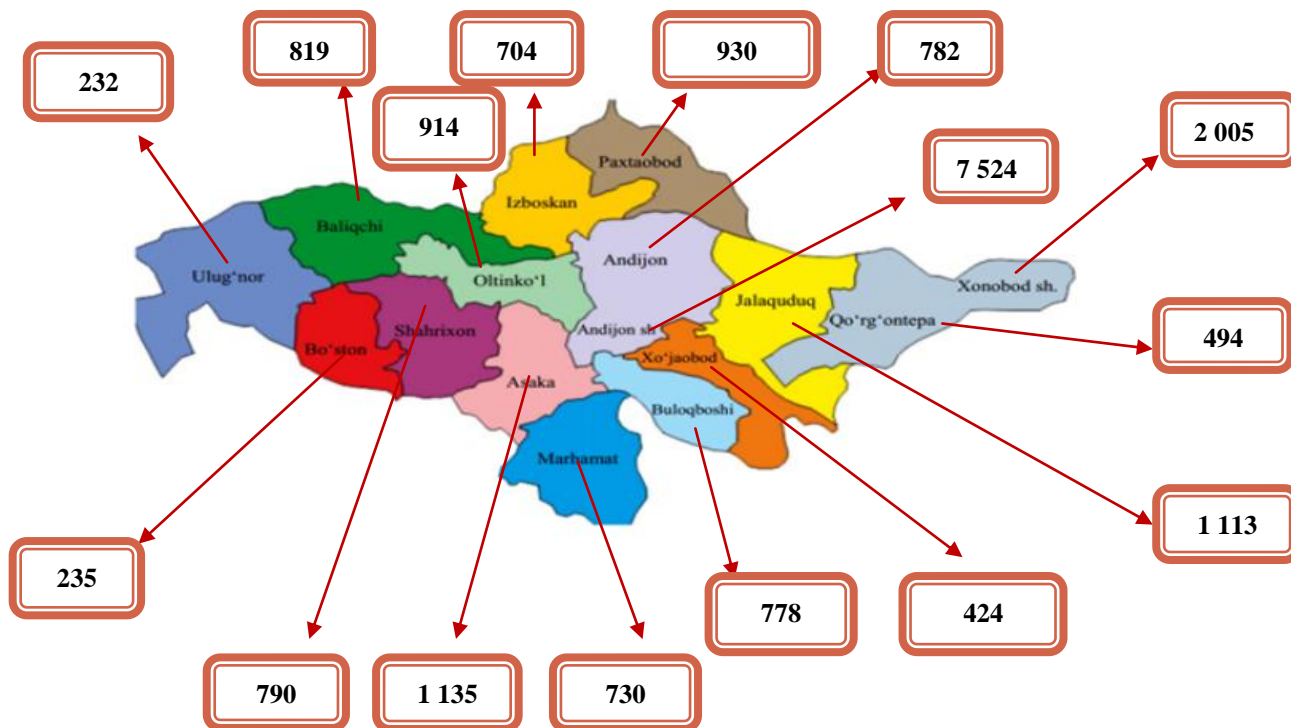 819
704
930
782
232
914
2 005
7 524
Paxtaobod
Izboskan
Baliqchi
Ulug‘nor
Oltinko‘l
Andijon
Xonobod sh.
Jalaquduq
Qo‘rg‘ontepa
Shahrixon
Andijon sh
Bo‘ston
Xo‘jaobod
494
Asaka
Buloqboshi
Marhamat
1 113
235
778
424
790
1 135
730